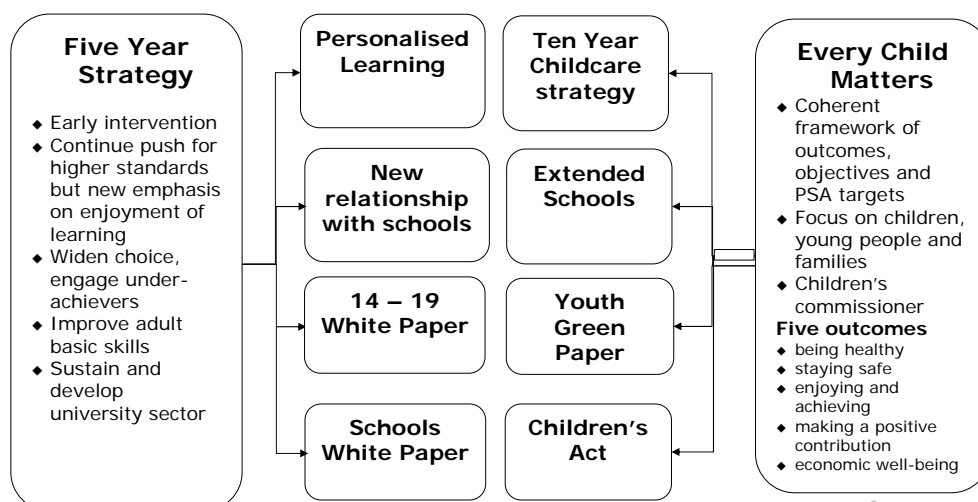 Five Year
Strategy
◆ Early intervention
◆ Continue push for
higher standards
but new emphasis
on enjoyment of
learning
◆ Widen choice,
engage under-
achievers
◆ Improve adult
basic skills
◆ Sustain and
develop
university sector
Personalised
Learning
New
relationship
with schools
14 – 19
White Paper
Schools
White Paper
Ten Year
Childcare
strategy
Extended
Schools
Youth
Green
Paper
Children's
Act
Every Child
Matters
◆ Coherent
framework of
outcomes,
objectives and
PSA targets
◆ Focus on children,
young people and
families
◆ Children's
commissioner
Five outcomes
◆ being healthy
◆ staying safe
◆ enjoying and
achieving
◆ making a positive
contribution
◆ economic well-being